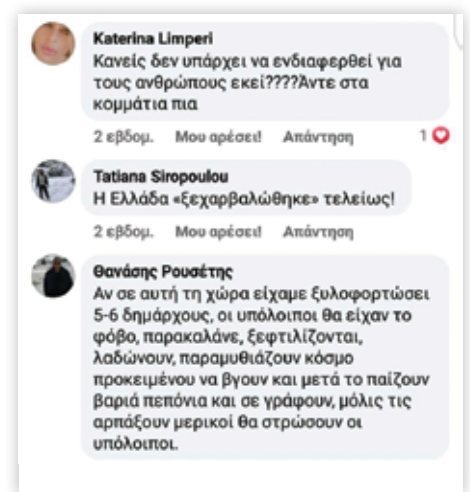 Katerina Limperi
Κανείς δεν υπάρχει να ενδιαφερθεί για
τους ανθρώπους εκεί????Άντε στα
κομμάτια πια
2 εβδομ. Μου αρέσει! Απάντηση 1
Tatiana Siropoulou
Η Ελλάδα «ξεχαρβαλώθηκε» τελείως!
2 εβδομ. Μου αρέσει! Απάντηση
Θανάσης Ρουσέτης
Αν σε αυτή τη χώρα είχαμε ξυλοφορτώσει
5-6 δημάρχους, οι υπόλοιποι θα είχαν το
φόβο, παρακαλάνε, ξεφτιλίζονται,
λαδώνουν, παραμυθιάζουν κόσμο
προκειμένου να βγουν και μετά το παίζουν
βαριά πεπόνια και σε γράφουν, μόλις τις
αρπάξουν μερικοί θα στρώσουν οι
υπόλοιποι.